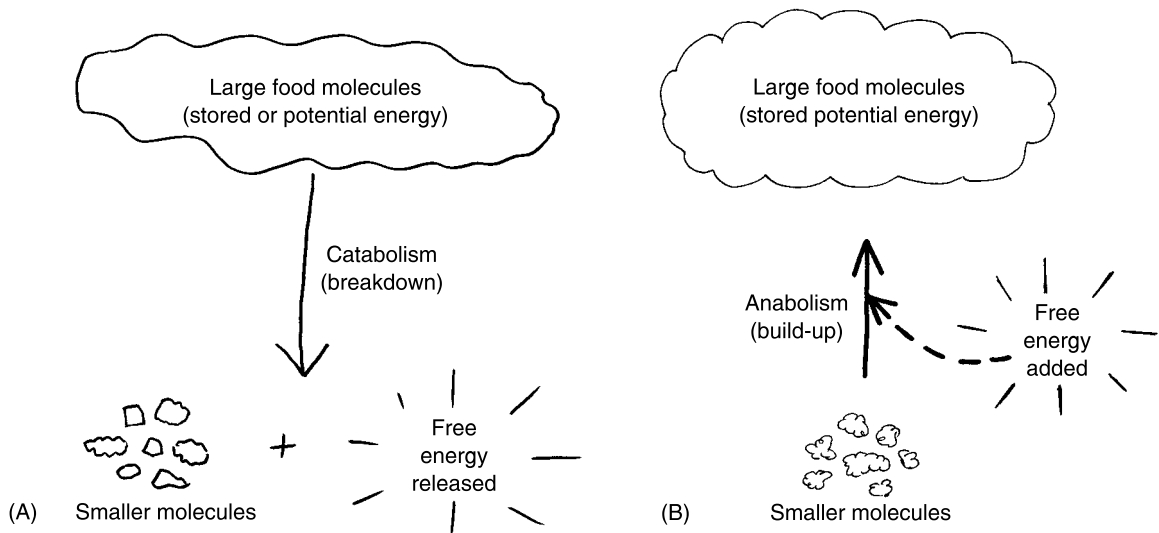 Large food molecules
(stored or potential energy)
Catabolism
(breakdown)
+
Free
energy
released
(A)
Smaller molecules
Large food molecules
(stored potential energy)
Anabolism
(build-up)
Free
energy
added
(B)
Smaller molecules